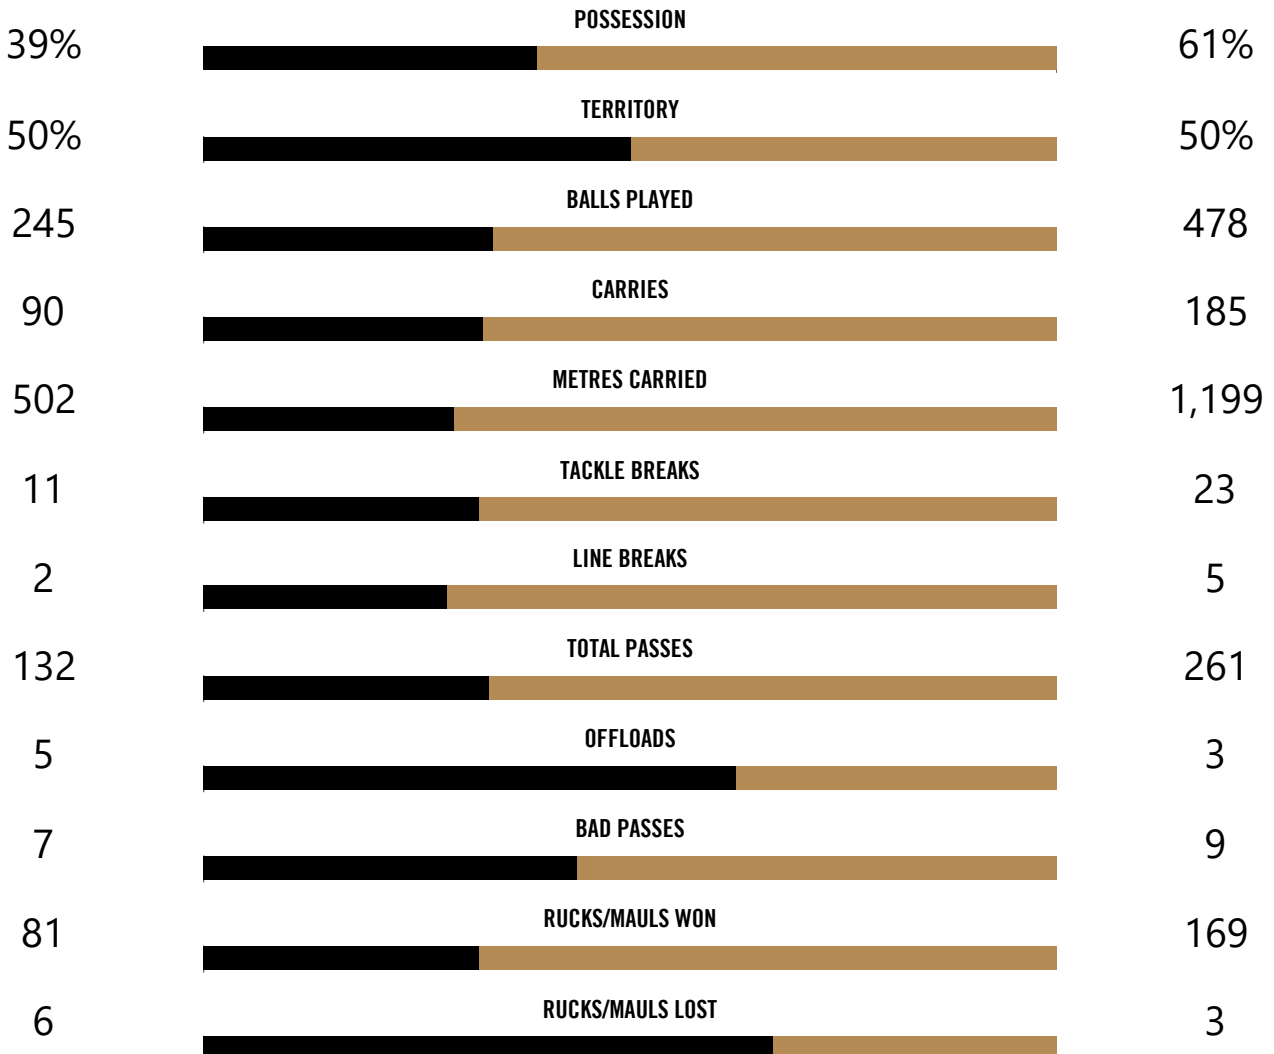 POSSESSION
39% 61%
TERRITORY
50% 50%
BALLS PLAYED
245 478
CARRIES
90 185
METRES CARRIED
502 1,199
TACKLE BREAKS
11 23
LINE BREAKS
2 5
TOTAL PASSES
132 261
OFFLOADS
5 3
BAD PASSES
7 9
RUCKS/MAULS WON
81 169
RUCKS/MAULS LOST
6 3